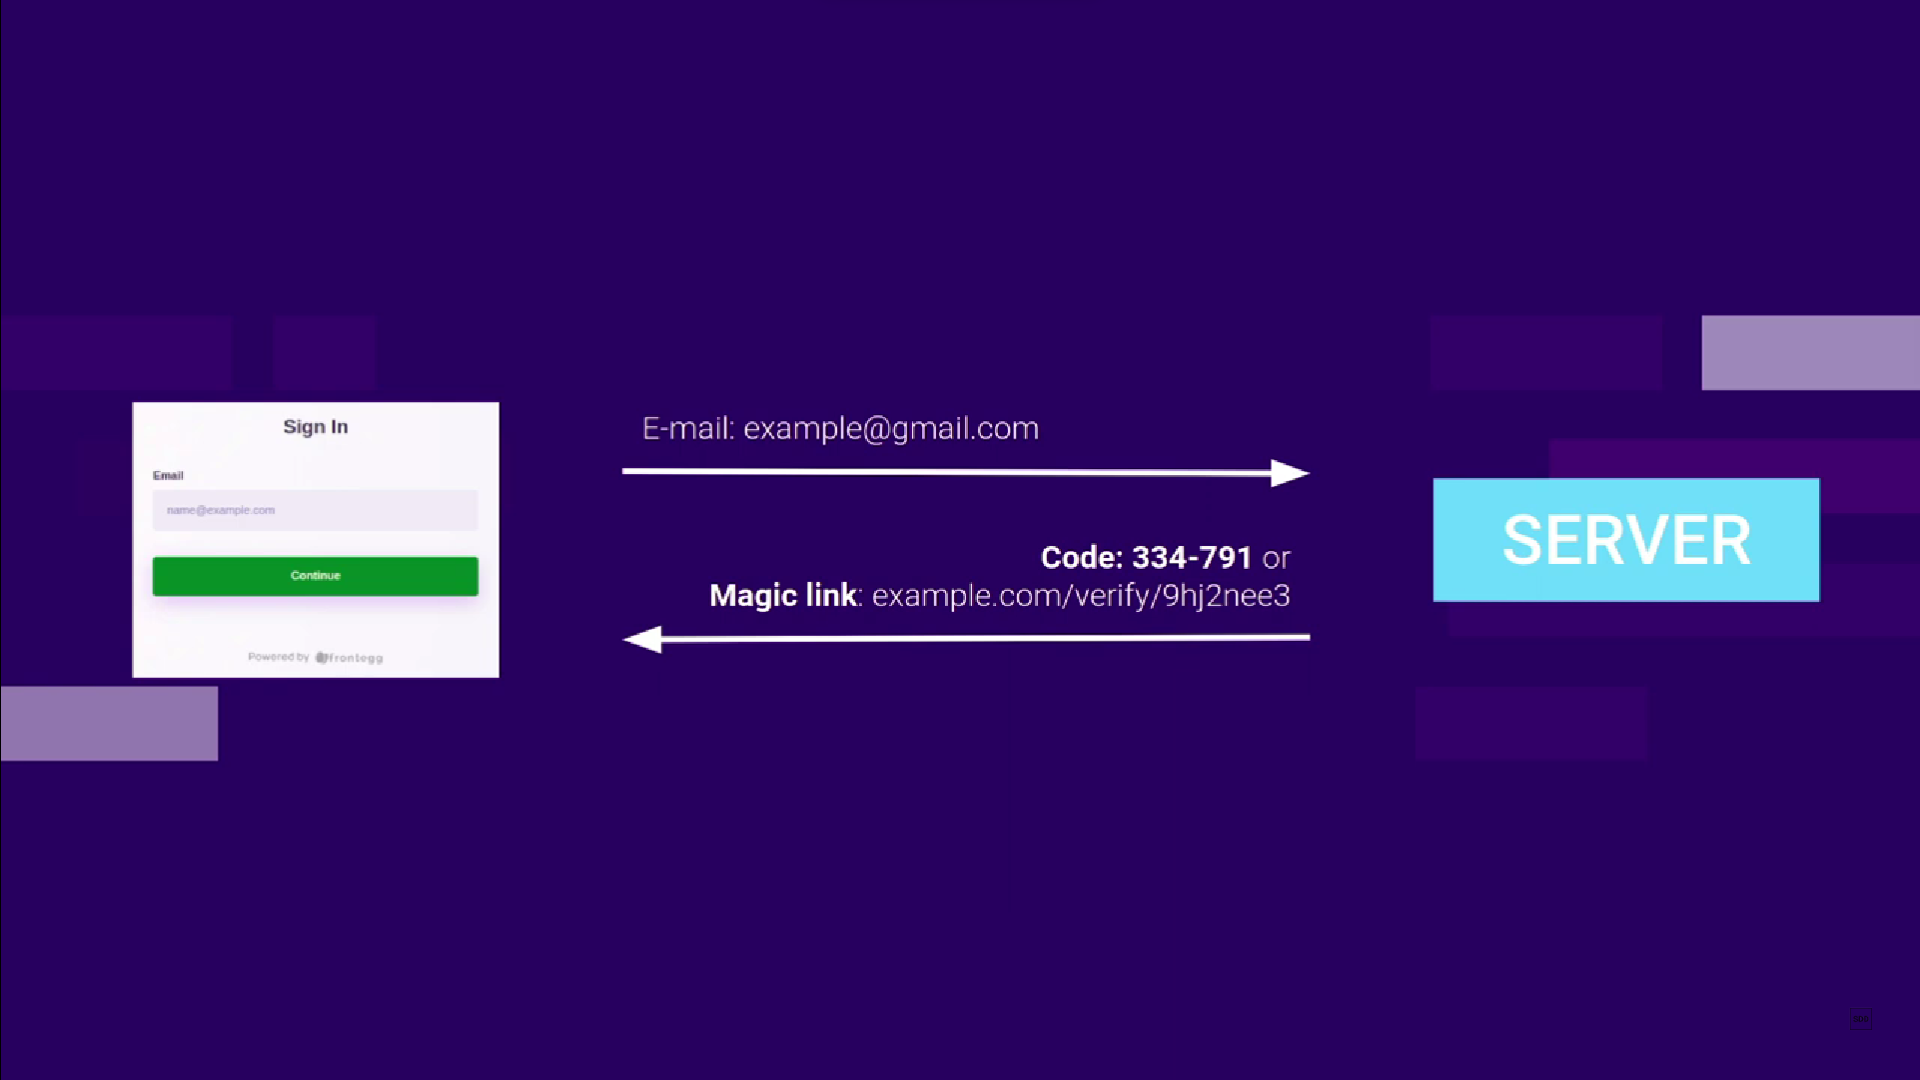 Sign In
Email
name@example.com
Continue
Powered by frontegg
E-mail: example@gmail.com
Code: 334-791 or
Magic link: example.com/verify/9hj2nee3
SERVER